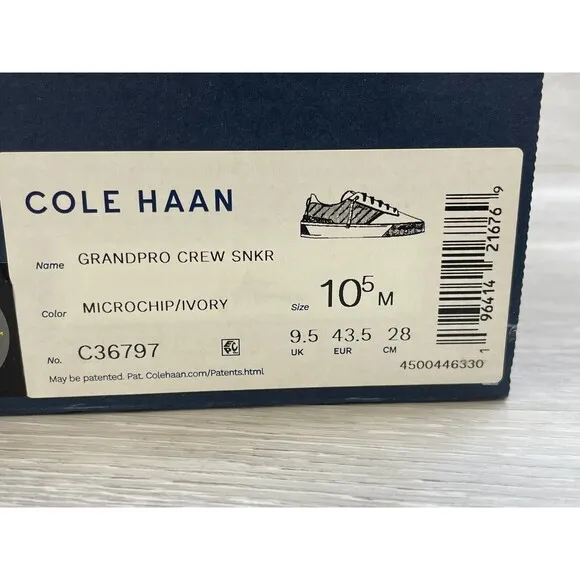 COLE HAAN
Name GRANDPRO CREW SNKR
Color MICROCHIP/IVORY
Size 10⁵ M
No. C36797
9.5 43.5 28
UK EUR CM
May be patented. Pat. Colehaan.com/Patents.html
4500446330
1 96414 21676 9